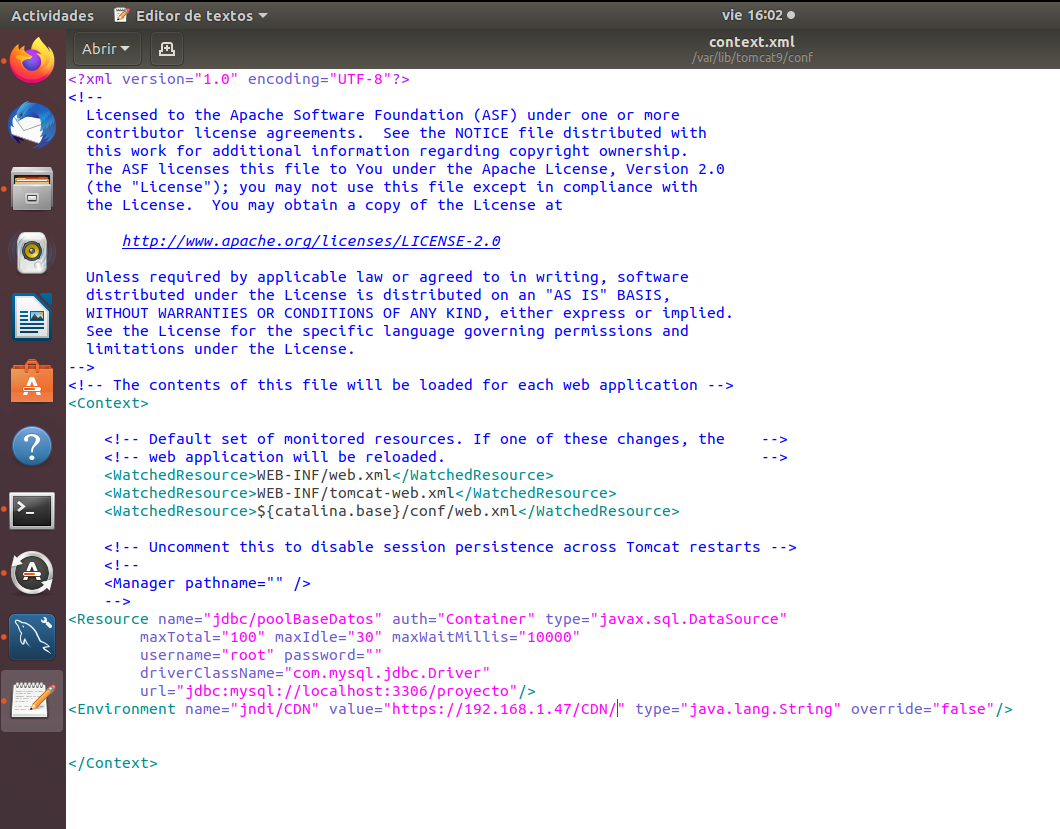 Actividades Editor de textos vie 16:02
Abrir context.xml
/var/lib/tomcat9/conf
<?xml version="1.0" encoding="UTF-8"?>
<!--
  Licensed to the Apache Software Foundation (ASF) under one or more
  contributor license agreements.  See the NOTICE file distributed with
  this work for additional information regarding copyright ownership.
  The ASF licenses this file to You under the Apache License, Version 2.0
  (the "License"); you may not use this file except in compliance with
  the License.  You may obtain a copy of the License at

      http://www.apache.org/licenses/LICENSE-2.0

  Unless required by applicable law or agreed to in writing, software
  distributed under the License is distributed on an "AS IS" BASIS,
  WITHOUT WARRANTIES OR CONDITIONS OF ANY KIND, either express or implied.
  See the License for the specific language governing permissions and
  limitations under the License.
-->
<!-- The contents of this file will be loaded for each web application -->
<Context>

    <!-- Default set of monitored resources. If one of these changes, the    -->
    <!-- web application will be reloaded.                                   -->
    <WatchedResource>WEB-INF/web.xml</WatchedResource>
    <WatchedResource>WEB-INF/tomcat-web.xml</WatchedResource>
    <WatchedResource>${catalina.base}/conf/web.xml</WatchedResource>

    <!-- Uncomment this to disable session persistence across Tomcat restarts -->
    <!--
    <Manager pathname="" />
    -->
<Resource name="jdbc/poolBaseDatos" auth="Container" type="javax.sql.DataSource"
        maxTotal="100" maxIdle="30" maxWaitMillis="10000"
        username="root" password=""
        driverClassName="com.mysql.jdbc.Driver"
        url="jdbc:mysql://localhost:3306/proyecto"/>
<Environment name="jndi/CDN" value="https://192.168.1.47/CDN/" type="java.lang.String" override="false"/>


</Context>